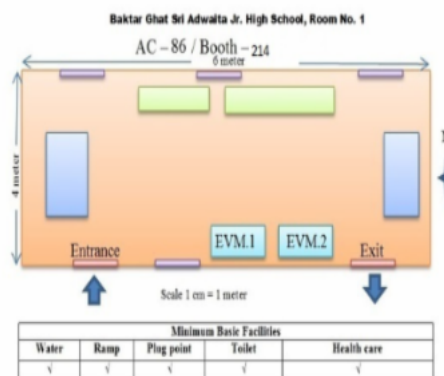 Baktar Ghat Sri Adwaita Jr. High School, Room No. 1
AC – 86 / Booth – 214
6 meter
4 meter
EVM.1 EVM.2
Entrance Exit
Scale 1 cm = 1 meter
Minimum Basic Facilities
Water Ramp Plug point Toilet Health care
√ √ √ √ √